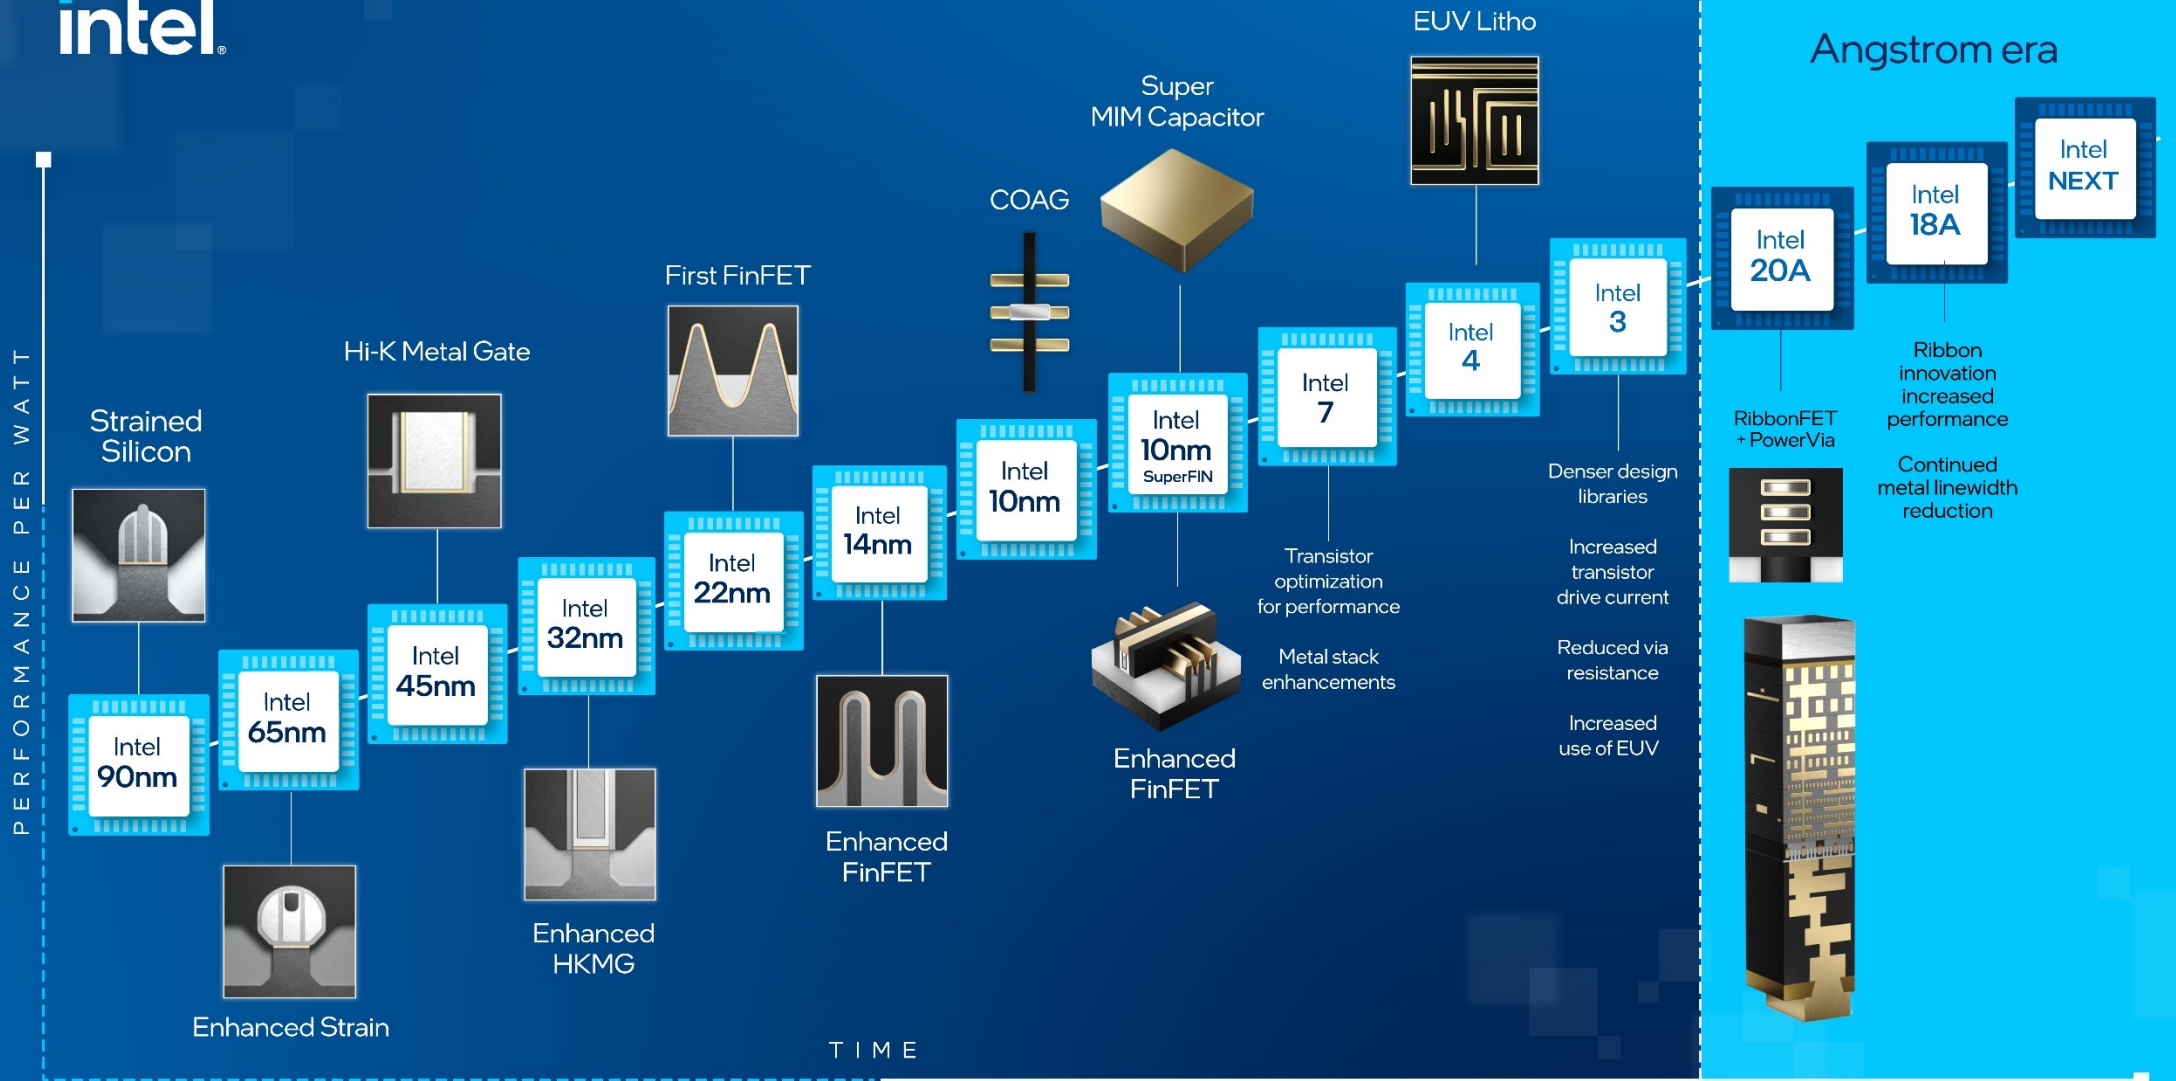 intel®
Angstrom era
EUV Litho
Super
MIM Capacitor
COAG
First FinFET
Hi-K Metal Gate
Strained
Silicon
PERFORMANCE PER WATT
Intel
90nm
Intel
65nm
Intel
45nm
Intel
32nm
Intel
22nm
Intel
14nm
Intel
10nm
Intel
10nm
SuperFIN
Intel
7
Intel
4
Intel
3
Intel
20A
Intel
18A
Intel
NEXT
Enhanced Strain
Enhanced
HKMG
Enhanced
FinFET
Enhanced
FinFET
Transistor
optimization
for performance
Metal stack
enhancements
Denser design
libraries
Increased
transistor
drive current
Reduced via
resistance
Increased
use of EUV
RibbonFET
+ PowerVia
Ribbon
innovation
increased
performance
Continued
metal linewidth
reduction
TIME